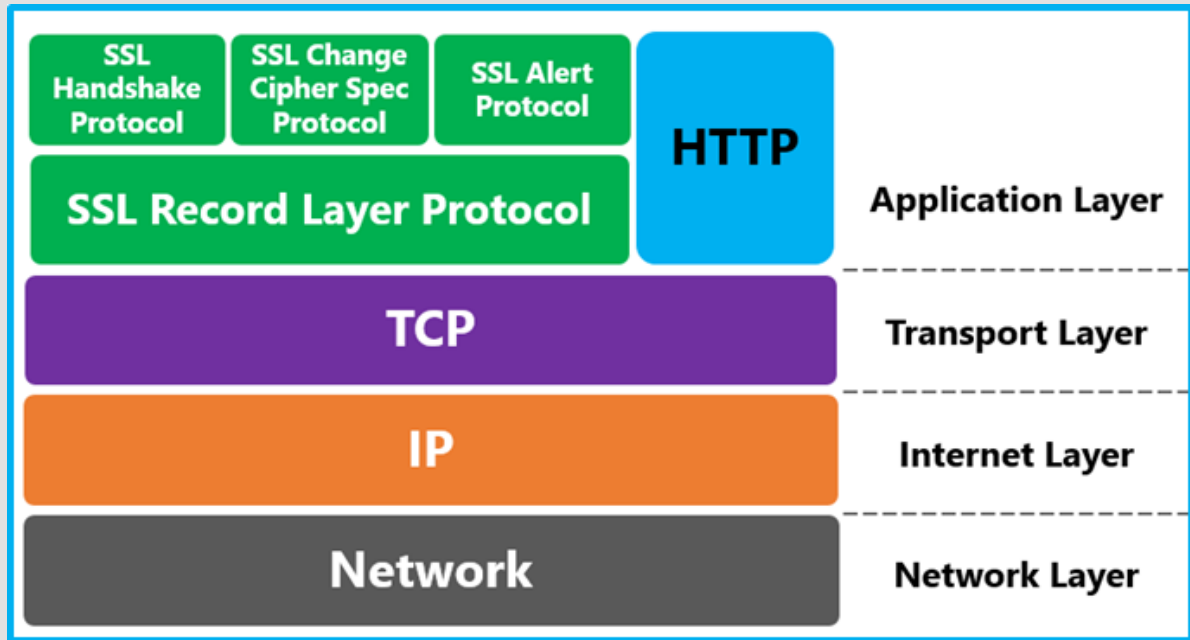 SSL
Handshake
Protocol
SSL Change
Cipher Spec
Protocol
SSL Alert
Protocol
HTTP
SSL Record Layer Protocol
Application Layer
TCP
Transport Layer
IP
Internet Layer
Network
Network Layer